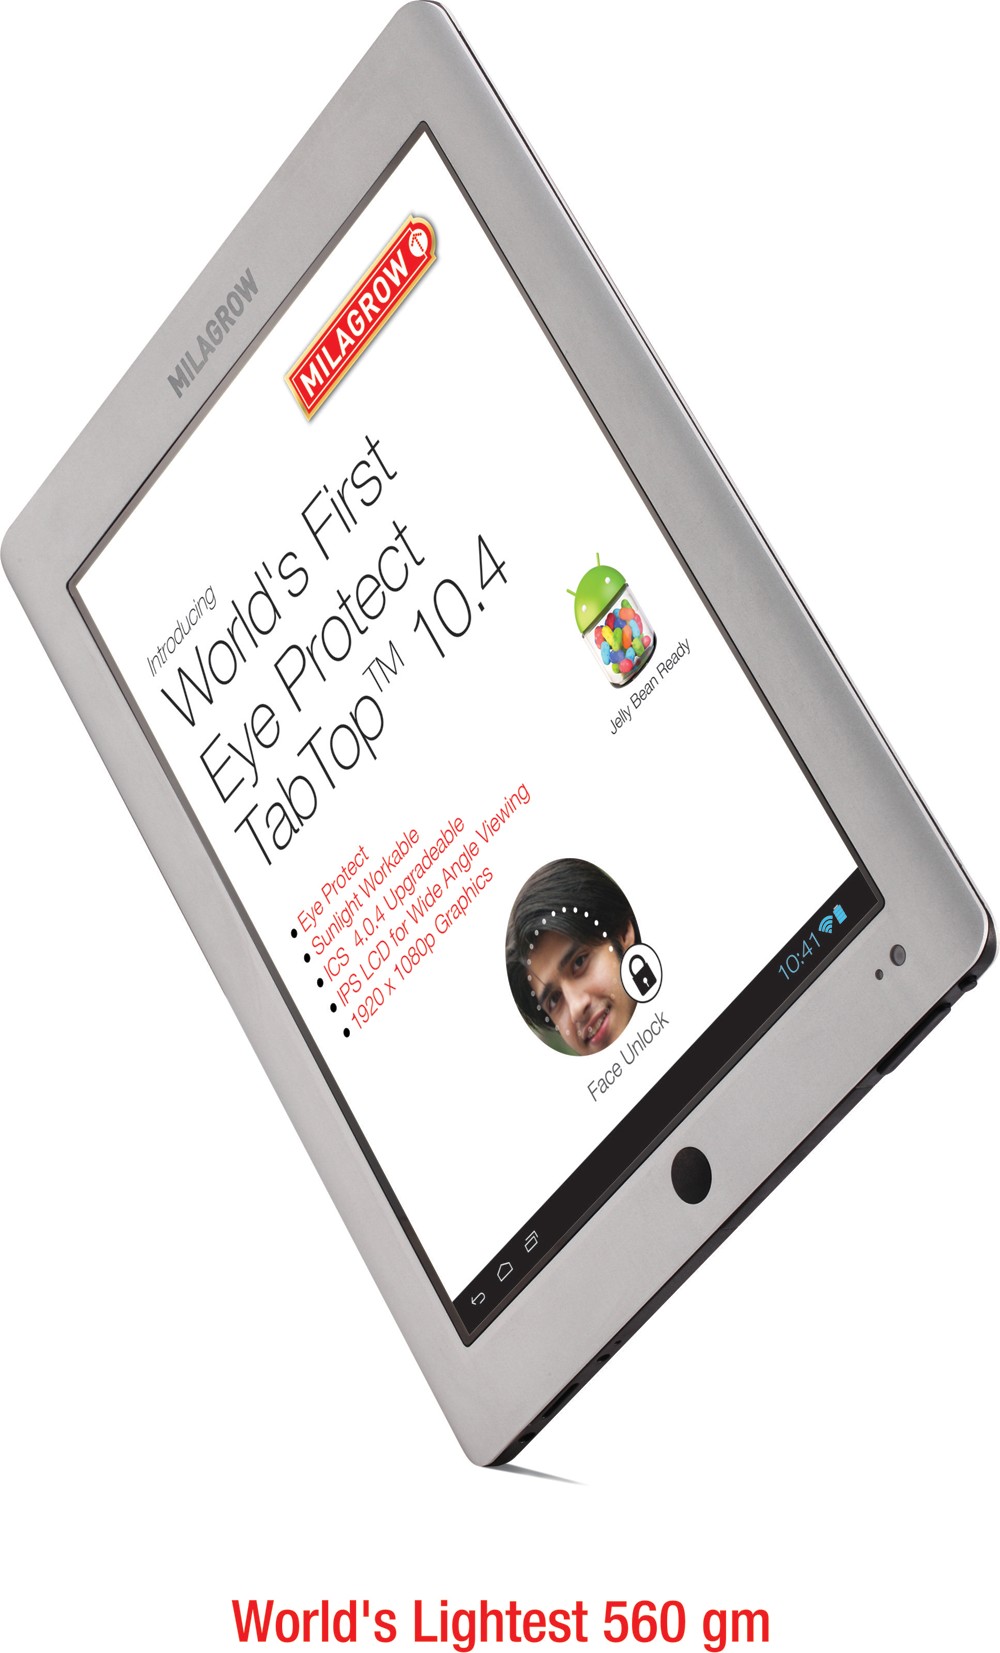 MILAGROW
MILAGROW
Introducing
World's First
Eye Protect
TabTop™ 10.4
Jelly Bean Ready
• Eye Protect
• Sunlight Workable
• ICS 4.0.4 Upgradeable
• IPS LCD for Wide Angle Viewing
• 1920 x 1080p Graphics
Face Unlock
10:41
World's Lightest 560 gm